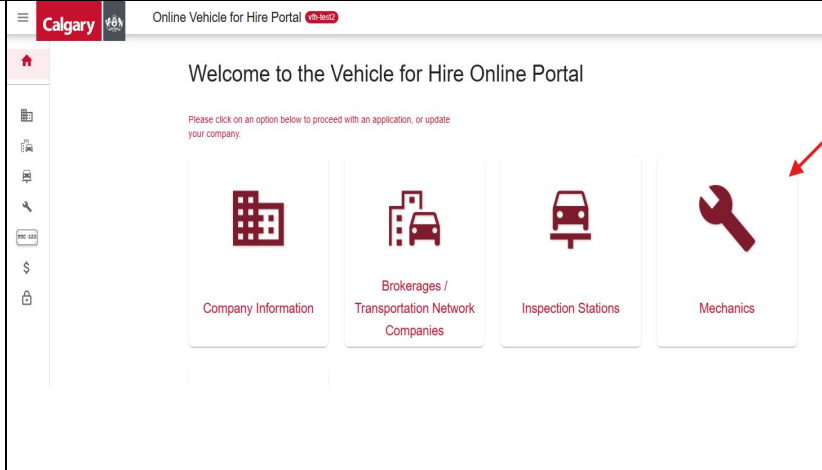 Calgary
Online Vehicle for Hire Portal vfh-test2
Welcome to the Vehicle for Hire Online Portal
Please click on an option below to proceed with an application, or update
your company.
Company Information
Brokerages /
Transportation Network
Companies
Inspection Stations
Mechanics
$